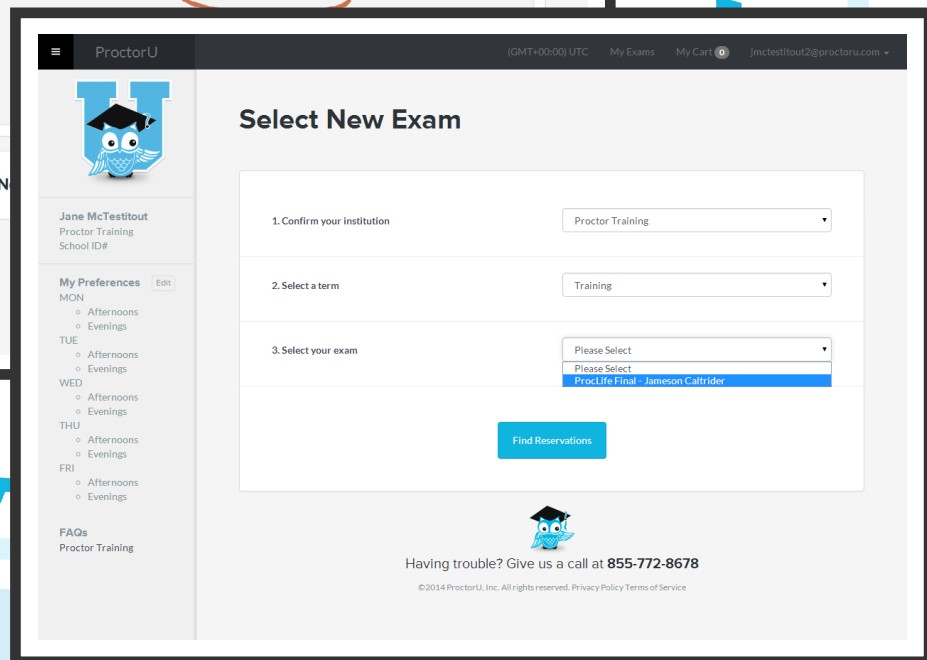 ≡ ProctorU (GMT+00:00) UTC My Exams My Cart 0 jmctestitout2@proctoru.com
Select New Exam
Jane McTestitout
Proctor Training
School ID#
My Preferences Edit
MON
Afternoons
Evenings
TUE
Afternoons
Evenings
WED
Afternoons
Evenings
THU
Afternoons
Evenings
FRI
Afternoons
Evenings
FAQs
Proctor Training
1. Confirm your institution Proctor Training
2. Select a term Training
3. Select your exam Please Select
Please Select
ProcLife Final - Jameson Caltrider
Find Reservations
Having trouble? Give us a call at 855-772-8678
©2014 ProctorU, Inc. All rights reserved. Privacy Policy Terms of Service